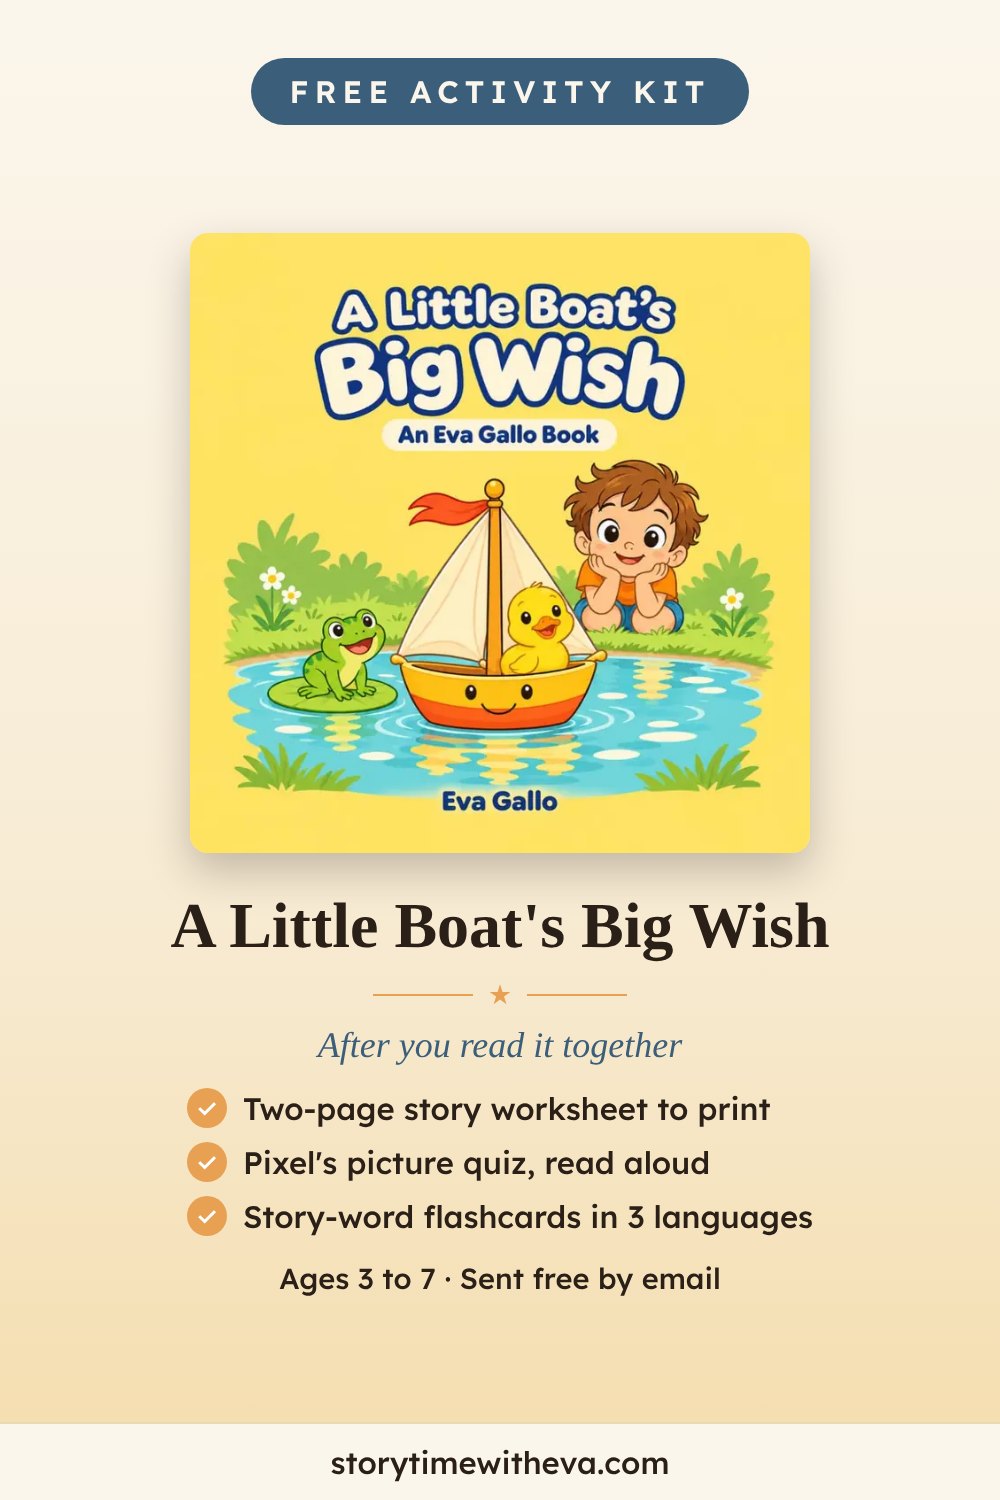 FREE ACTIVITY KIT
A Little Boat’s
Big Wish
An Eva Gallo Book
Eva Gallo
A Little Boat's Big Wish
After you read it together
Two-page story worksheet to print
Pixel's picture quiz, read aloud
Story-word flashcards in 3 languages
Ages 3 to 7 · Sent free by email
storytimewitheva.com